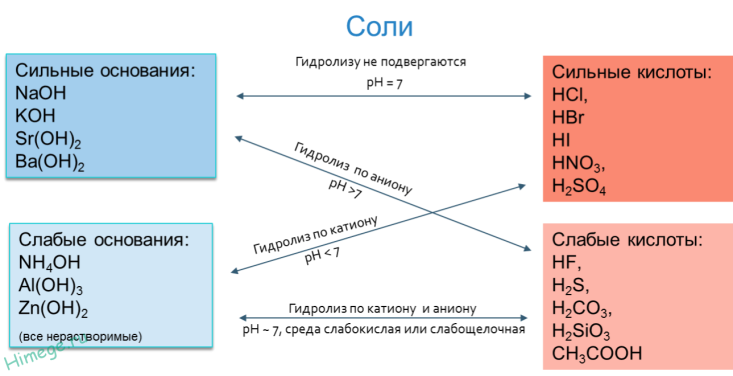 Соли
Сильные основания:
NaOH
KOH
Sr(OH)₂
Ba(OH)₂
Гидролизу не подвергаются
pH = 7
Сильные кислоты:
HCl,
HBr
HI
HNO₃,
H₂SO₄
Гидролиз по аниону
pH >7
Гидролиз по катиону
pH < 7
Слабые основания:
NH₄OH
Al(OH)₃
Zn(OH)₂
(все нерастворимые)
Гидролиз по катиону и аниону
pH ~ 7, среда слабокислая или слабощелочная
Слабые кислоты:
HF,
H₂S,
H₂CO₃,
H₂SiO₃
CH₃COOH
Himege.ru